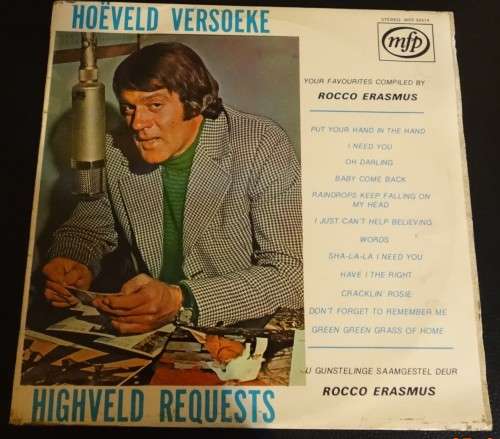 HOËVELD VERSOEKE
mfp
YOUR FAVOURITES COMPILED BY
ROCCO ERASMUS
PUT YOUR HAND IN THE HAND
I NEED YOU
OH DARLING
BABY COME BACK
RAINDROPS KEEP FALLING ON
MY HEAD
I JUST CAN'T HELP BELIEVING
WORDS
SHA-LA-LA I NEED YOU
HAVE I THE RIGHT
CRACKLIN' ROSIE
DON'T FORGET TO REMEMBER ME
GREEN GREEN GRASS OF HOME
U GUNSTELINGE SAAMGESTEL DEUR
ROCCO ERASMUS
HIGHVELD REQUESTS